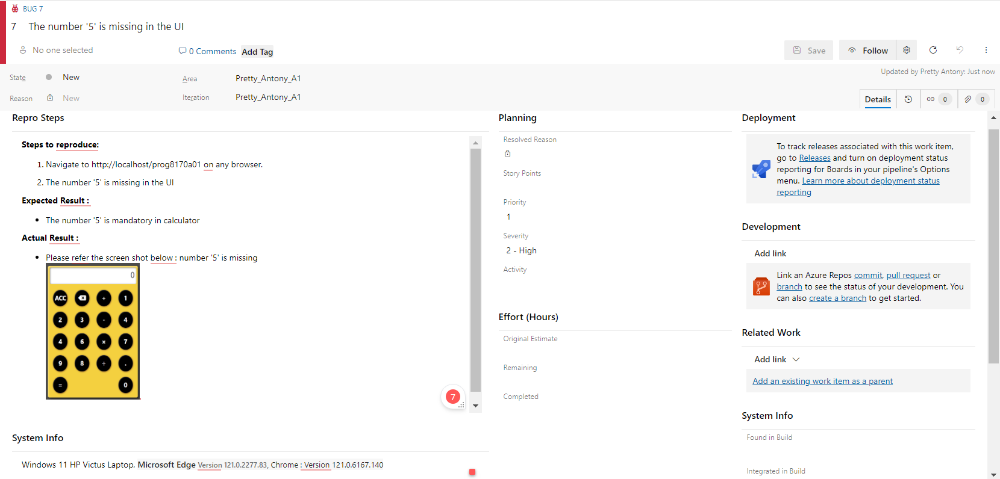 BUG 7
7 The number '5' is missing in the UI
No one selected
0 Comments
Add Tag
Save
Follow
State
New
Area
Pretty_Antony_A1
Updated by Pretty Antony: Just now
Reason
New
Iteration
Pretty_Antony_A1
Details
0
0
Repro Steps
Steps to reproduce:
1. Navigate to http://localhost/prog8170a01 on any browser.
2. The number '5' is missing in the UI
Expected Result :
• The number '5' is mandatory in calculator
Actual Result :
• Please refer the screen shot below : number '5' is missing
0
ACC + 1
2 3 - 4
4 6 × 7
9 8 ÷ .
= 0
7
System Info
Windows 11 HP Victus Laptop, Microsoft Edge Version 121.0.2277.83, Chrome : Version 121.0.6167.140
Planning
Resolved Reason
Story Points
Priority
1
Severity
2 - High
Activity
Effort (Hours)
Original Estimate
Remaining
Completed
Deployment
To track releases associated with this work item,
go to Releases and turn on deployment status
reporting for Boards in your pipeline's Options
menu. Learn more about deployment status
reporting
Development
Add link
Link an Azure Repos commit, pull request or
branch to see the status of your development. You
can also create a branch to get started.
Related Work
Add link
Add an existing work item as a parent
System Info
Found in Build
Integrated in Build